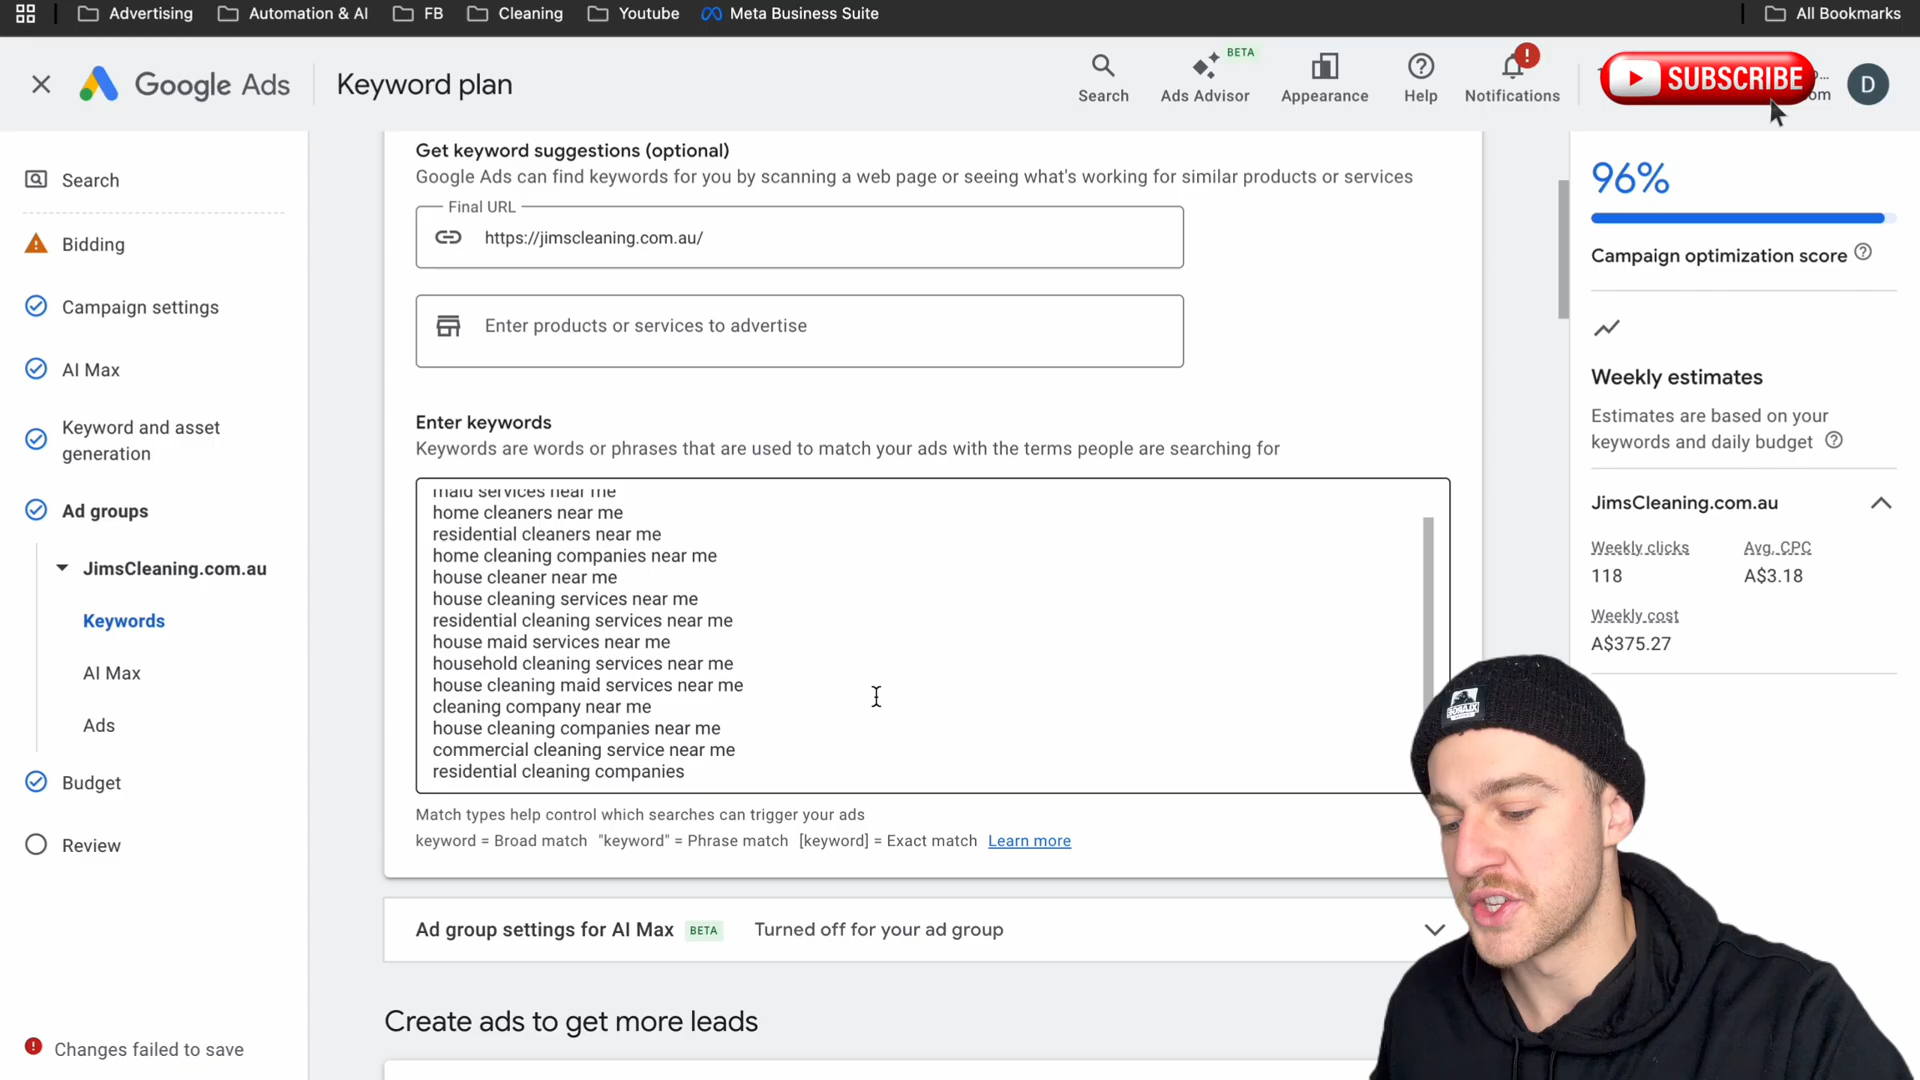 Advertising
Automation & AI
FB
Cleaning
Youtube
Meta Business Suite
All Bookmarks
Google Ads
Keyword plan
Search
BETA
Ads Advisor
Appearance
Help
Notifications
SUBSCRIBE
D
Search
Bidding
Campaign settings
AI Max
Keyword and asset
generation
Ad groups
JimsCleaning.com.au
Keywords
AI Max
Ads
Budget
Review
Changes failed to save
Get keyword suggestions (optional)
Google Ads can find keywords for you by scanning a web page or seeing what's working for similar products or services
Final URL
https://jimscleaning.com.au/
Enter products or services to advertise
Enter keywords
Keywords are words or phrases that are used to match your ads with the terms people are searching for
maid services near me
home cleaners near me
residential cleaners near me
home cleaning companies near me
house cleaner near me
house cleaning services near me
residential cleaning services near me
house maid services near me
household cleaning services near me
house cleaning maid services near me
cleaning company near me
house cleaning companies near me
commercial cleaning service near me
residential cleaning companies
Match types help control which searches can trigger your ads
keyword = Broad match "keyword" = Phrase match [keyword] = Exact match Learn more
Ad group settings for AI Max BETA Turned off for your ad group
Create ads to get more leads
96%
Campaign optimization score
Weekly estimates
Estimates are based on your
keywords and daily budget
JimsCleaning.com.au
Weekly clicks Avg. CPC
118 A$3.18
Weekly cost
A$375.27